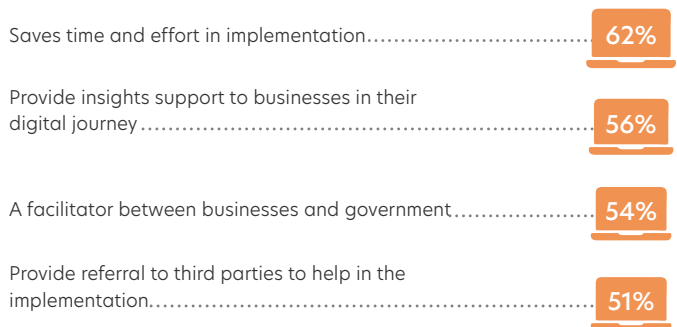 Saves time and effort in implementation 62%
Provide insights support to businesses in their
digital journey 56%
A facilitator between businesses and government 54%
Provide referral to third parties to help in the
implementation 51%